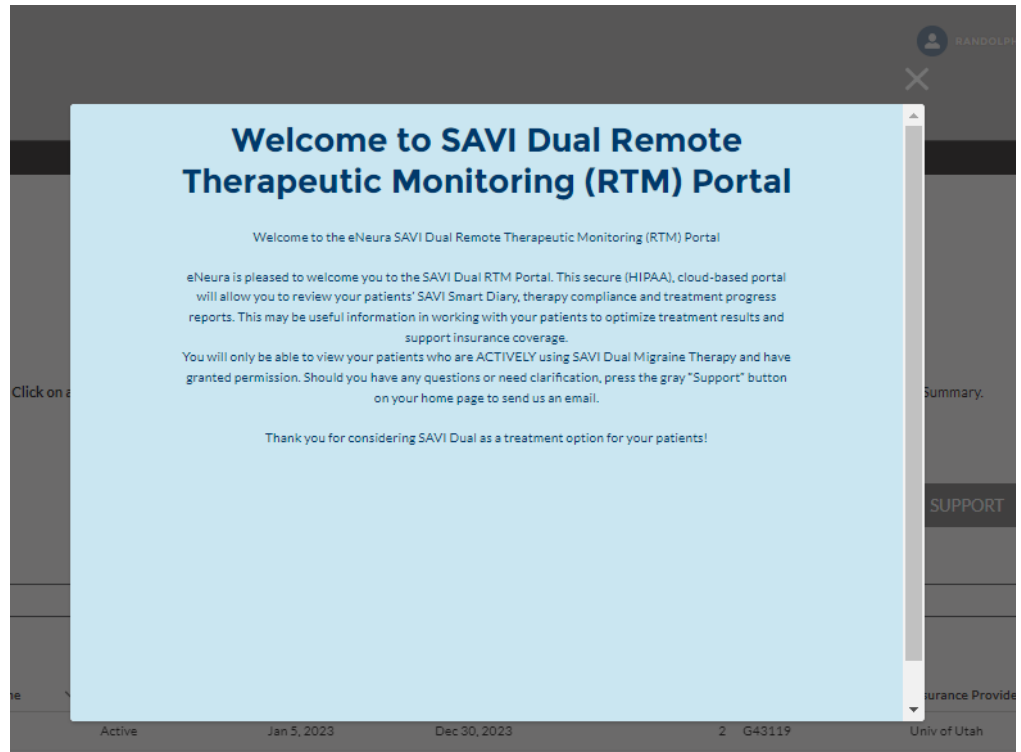 RANDOLPH
Welcome to SAVI Dual Remote
Therapeutic Monitoring (RTM) Portal
Welcome to the eNeura SAVI Dual Remote Therapeutic Monitoring (RTM) Portal
eNeura is pleased to welcome you to the SAVI Dual RTM Portal. This secure (HIPAA), cloud-based portal
will allow you to review your patients' SAVI Smart Diary, therapy compliance and treatment progress
reports. This may be useful information in working with your patients to optimize treatment results and
support insurance coverage.
You will only be able to view your patients who are ACTIVELY using SAVI Dual Migraine Therapy and have
granted permission. Should you have any questions or need clarification, press the gray "Support" button
on your home page to send us an email.
Thank you for considering SAVI Dual as a treatment option for your patients!
Click on a Summary.
SUPPORT
ne surance Provide
Active Jan 5, 2023 Dec 30, 2023 2 G43119 Univ of Utah